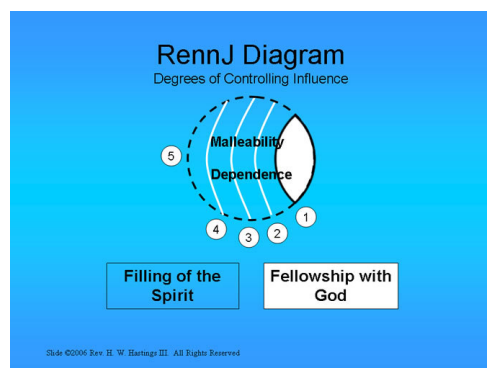 RennJ Diagram
Degrees of Controlling Influence
Malleability
5
Dependence
1
4
2
3
Filling of the
Spirit
Fellowship with
God
Slide ©2006 Rev. H. W. Hastings III. All Rights Reserved